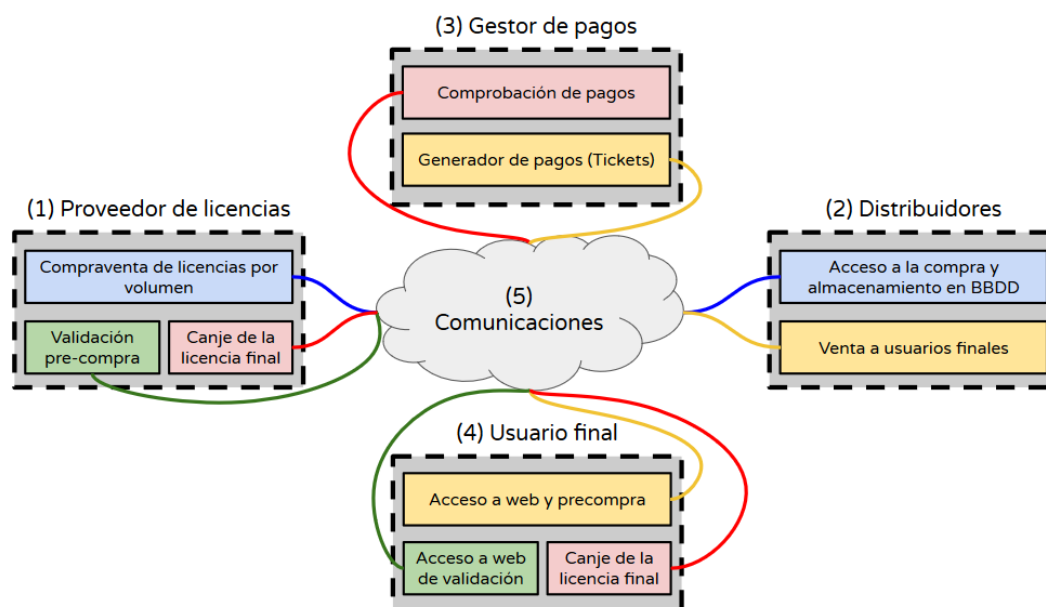 (3) Gestor de pagos
Comprobación de pagos
Generador de pagos (Tickets)
(1) Proveedor de licencias
Compraventa de licencias por
volumen
Validación
pre-compra
Canje de la
licencia final
(5)
Comunicaciones
(2) Distribuidores
Acceso a la compra y
almacenamiento en BBDD
Venta a usuarios finales
(4) Usuario final
Acceso a web y precompra
Acceso a web
de validación
Canje de la
licencia final